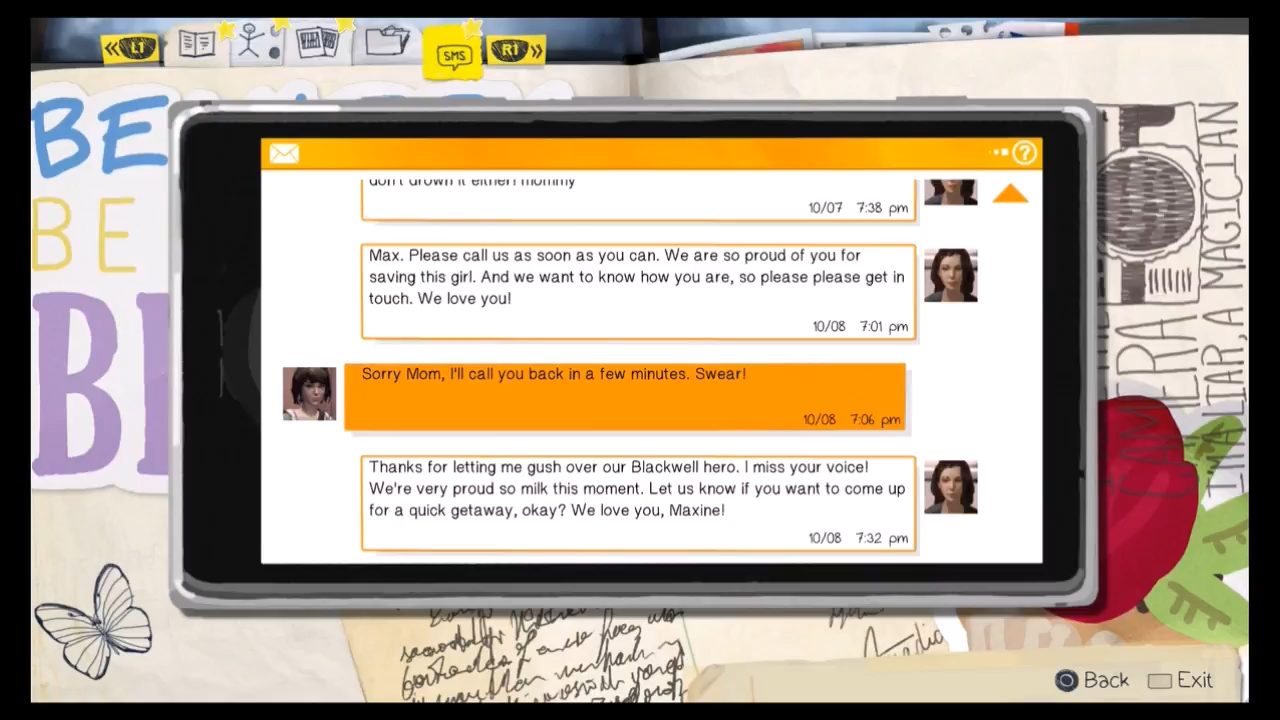 L1
SMS
R1
BE
BE
don't drown it either! mommy
10/07 7:38 pm
Max. Please call us as soon as you can. We are so proud of you for
saving this girl. And we want to know how you are, so please please get in
touch. We love you!
10/08 7:01 pm
Sorry Mom, I'll call you back in a few minutes. Swear!
10/08 7:06 pm
Thanks for letting me gush over our Blackwell hero. I miss your voice!
We're very proud so milk this moment. Let us know if you want to come up
for a quick getaway, okay? We love you, Maxine!
10/08 7:32 pm
?
CAMERA
LIAR, A MAGICIAN
Back Exit